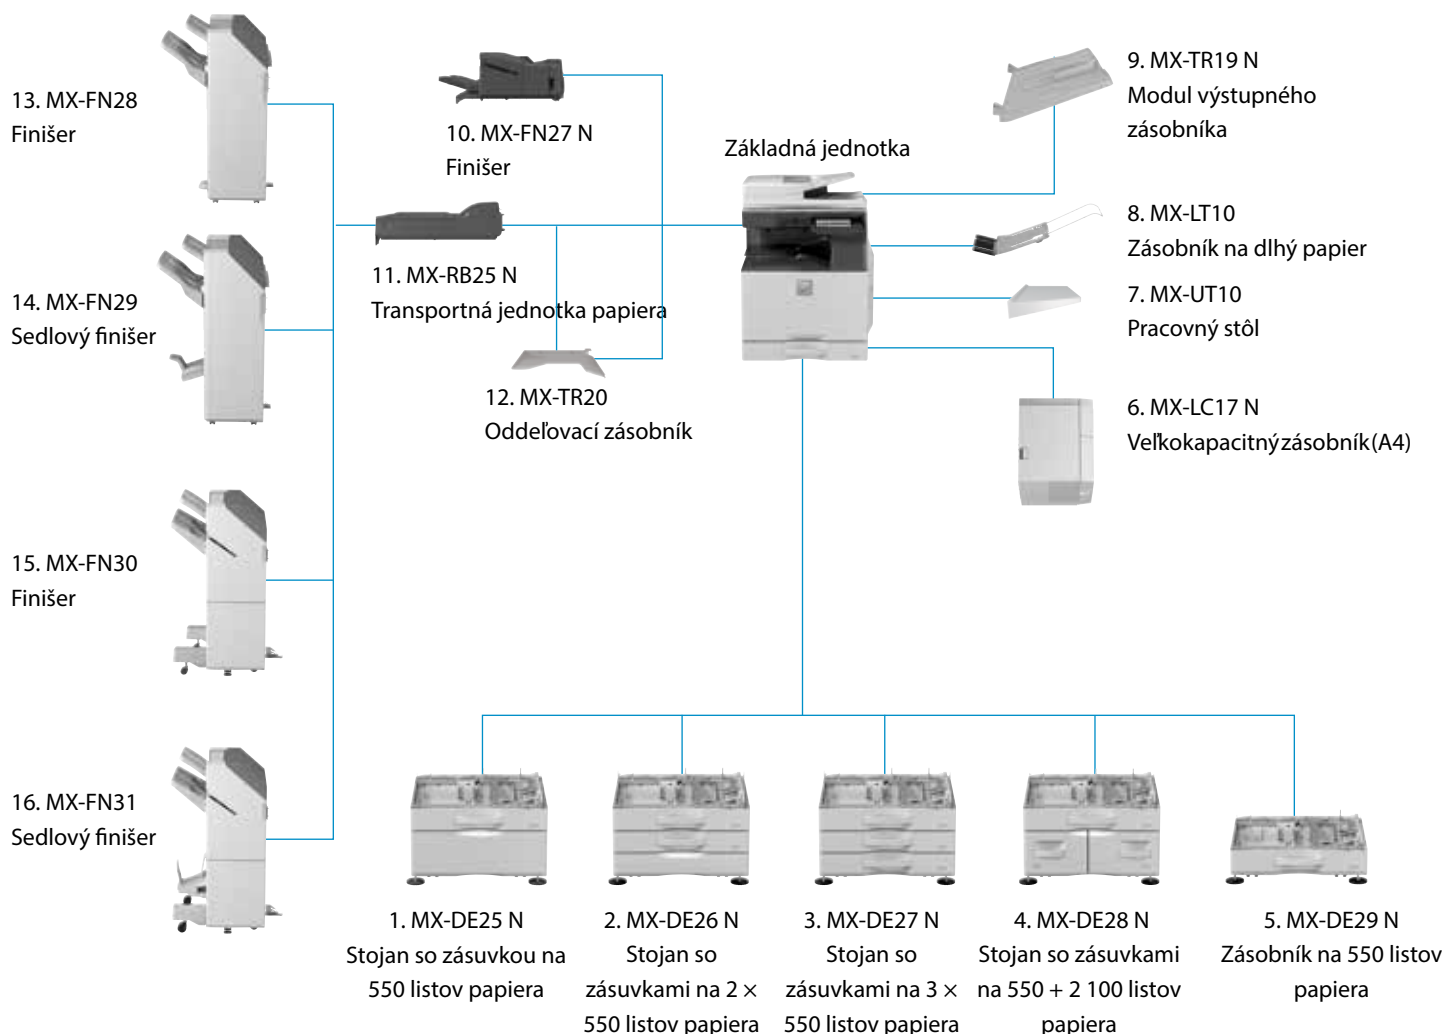 13. MX-FN28
Finišer
14. MX-FN29
Sedlový finišer
15. MX-FN30
Finišer
16. MX-FN31
Sedlový finišer
10. MX-FN27 N
Finišer
11. MX-RB25 N
Transportná jednotka papiera
12. MX-TR20
Oddeľovací zásobník
Základná jednotka
9. MX-TR19 N
Modul výstupného
zásobníka
8. MX-LT10
Zásobník na dlhý papier
7. MX-UT10
Pracovný stôl
6. MX-LC17 N
Veľkokapacitný zásobník (A4)
1. MX-DE25 N
Stojan so zásuvkou na
550 listov papiera
2. MX-DE26 N
Stojan so
zásuvkami na 2 ×
550 listov papiera
3. MX-DE27 N
Stojan so
zásuvkami na 3 ×
550 listov papiera
4. MX-DE28 N
Stojan so zásuvkami
na 550 + 2 100 listov
papiera
5. MX-DE29 N
Zásobník na 550 listov
papiera